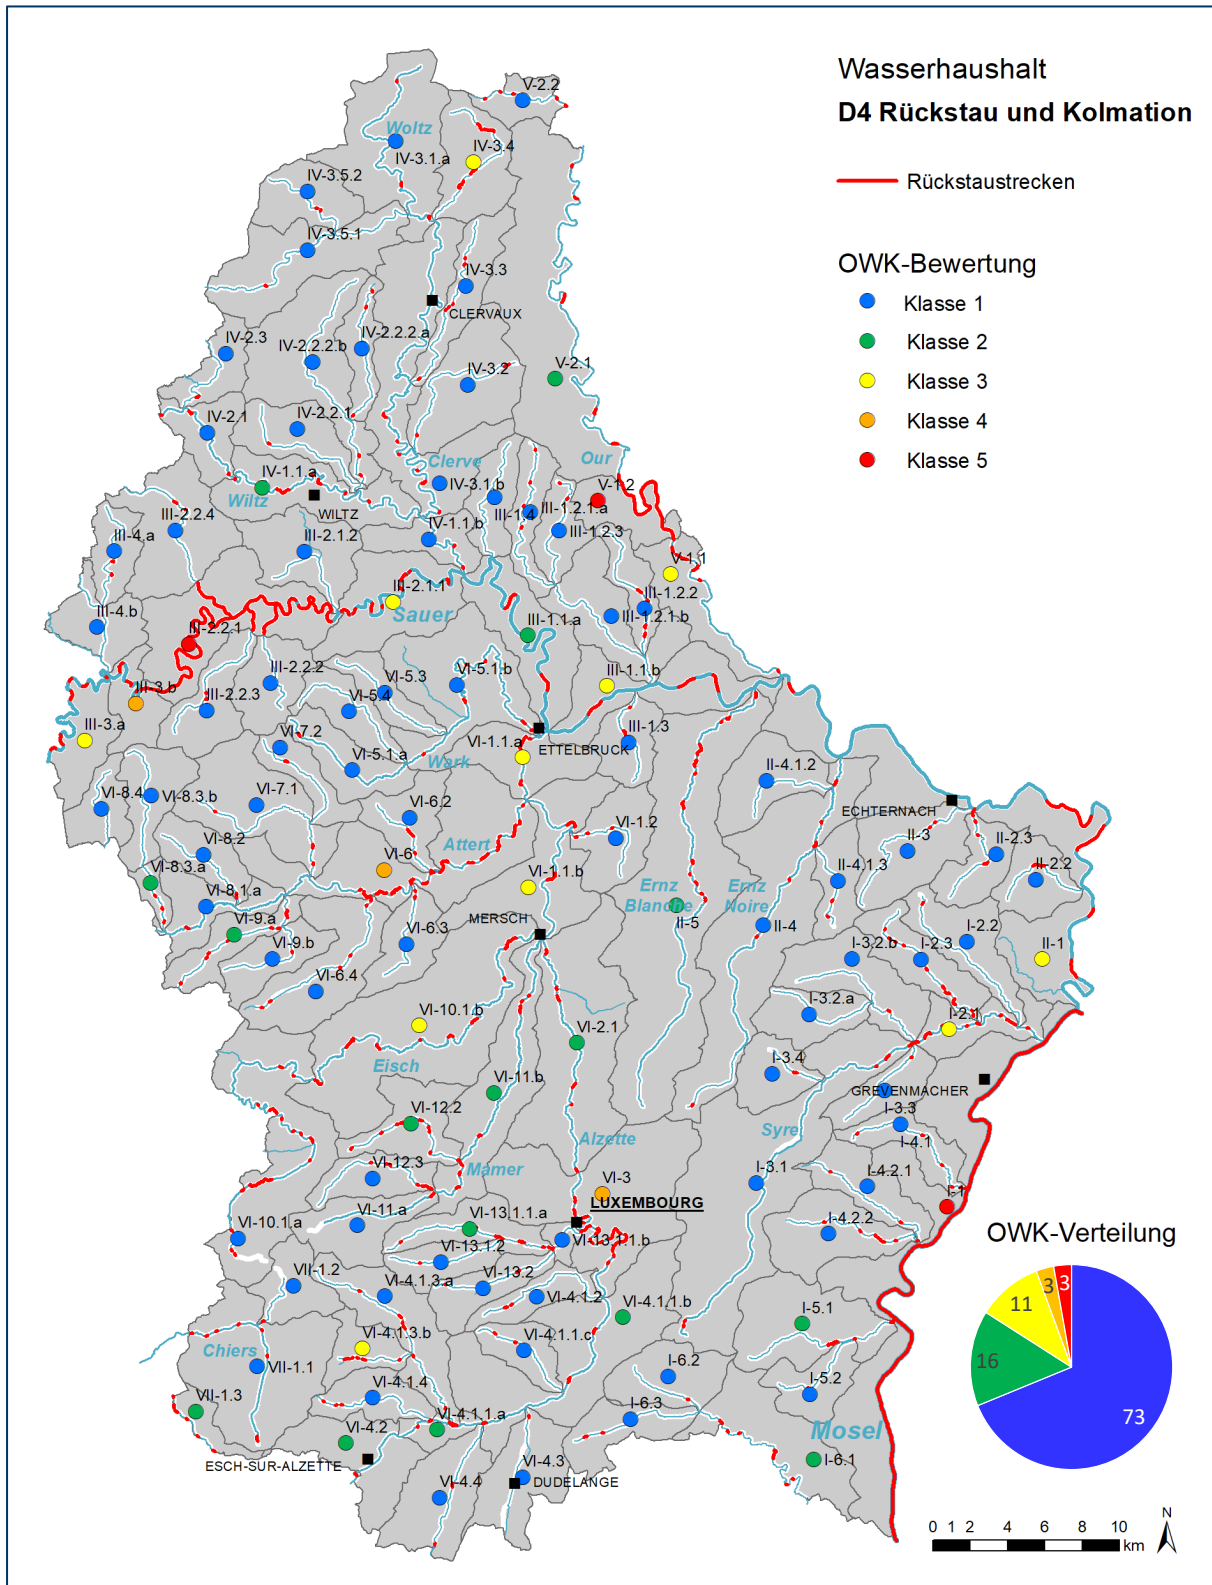 Wasserhaushalt
D4 Rückstau und Kolmation
Rückstaustrecken
OWK-Bewertung
Klasse 1
Klasse 2
Klasse 3
Klasse 4
Klasse 5
V-2.2
Woltz
IV-3.4
IV-3.1.a
IV-3.5.2
IV-3.5.1
IV-3.3
CLERVAUX
IV-2.3
IV-2.2.2.b
IV-2.2.2.a
IV-3.2
V-2.1
IV-2.1
IV-2.2.1
Clerve
Our
IV-1.1.a
Wiltz
WILTZ
IV-3.1.b
V-1.2
III-2.2.4
III-1.4
III-1.2.1.a
III-4.a
III-2.1.2
IV-1.1.b
III-1.2.3
V-1.1
III-2.1.1
Sauer
III-1.2.2
III-4.b
III-2.2.1
III-1.1.a
III-1.2.1.b
III-2.2.2
VI-5.3
VI-5.1.b
III-1.1.b
III-3.b
III-2.2.3
VI-5.4
III-3.a
VI-7.2
VI-5.1.a
Wark
VI-1.1.a
ETTELBRUCK
III-1.3
II-4.1.2
VI-8.4
VI-8.3.b
VI-7.1
VI-6.2
ECHTERNACH
VI-8.2
Attert
VI-1.2
II-3
II-2.3
VI-8.3.a
VI-6
II-4.1.3
II-2.2
VI-8.1.a
VI-1.1.b
Ernz
Blanche
Ernz
Noire
VI-9.a
MERSCH
II-5
II-4
VI-9.b
VI-6.3
I-3.2.b
I-2.3
I-2.2
II-1
VI-6.4
VI-10.1.b
I-3.2.a
I-2.1
VI-2.1
Eisch
I-3.4
VI-11.b
GREVENMACHER
VI-12.2
I-3.3
Alzette
Syre
I-4.1
VI-12.3
Mamer
VI-3
I-3.1
I-4.2.1
I-1
LUXEMBOURG
VI-10.1.a
VI-11.a
VI-13.1.1.a
VI-13.1.1.b
I-4.2.2
OWK-Verteilung
VI-13.1.2
VII-1.2
VI-4.1.3.a
VI-13.2
VI-4.1.2
VI-4.1.1.b
I-5.1
3
3
11
16
73
Chiers
VI-4.1.3.b
VI-4.1.1.c
VII-1.1
I-6.2
I-5.2
VII-1.3
VI-4.1.4
VI-4.1.1.a
I-6.3
Mosel
VI-4.2
ESCH-SUR-ALZETTE
VI-4.3
I-6.1
VI-4.4
DUDELANGE
N
0 1 2 4 6 8 10
km